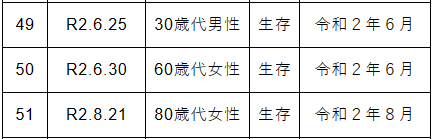 49 R2.6.25 30歳代男性 生存 令和２年６月
50 R2.6.30 60歳代女性 生存 令和２年６月
51 R2.8.21 80歳代女性 生存 令和２年８月